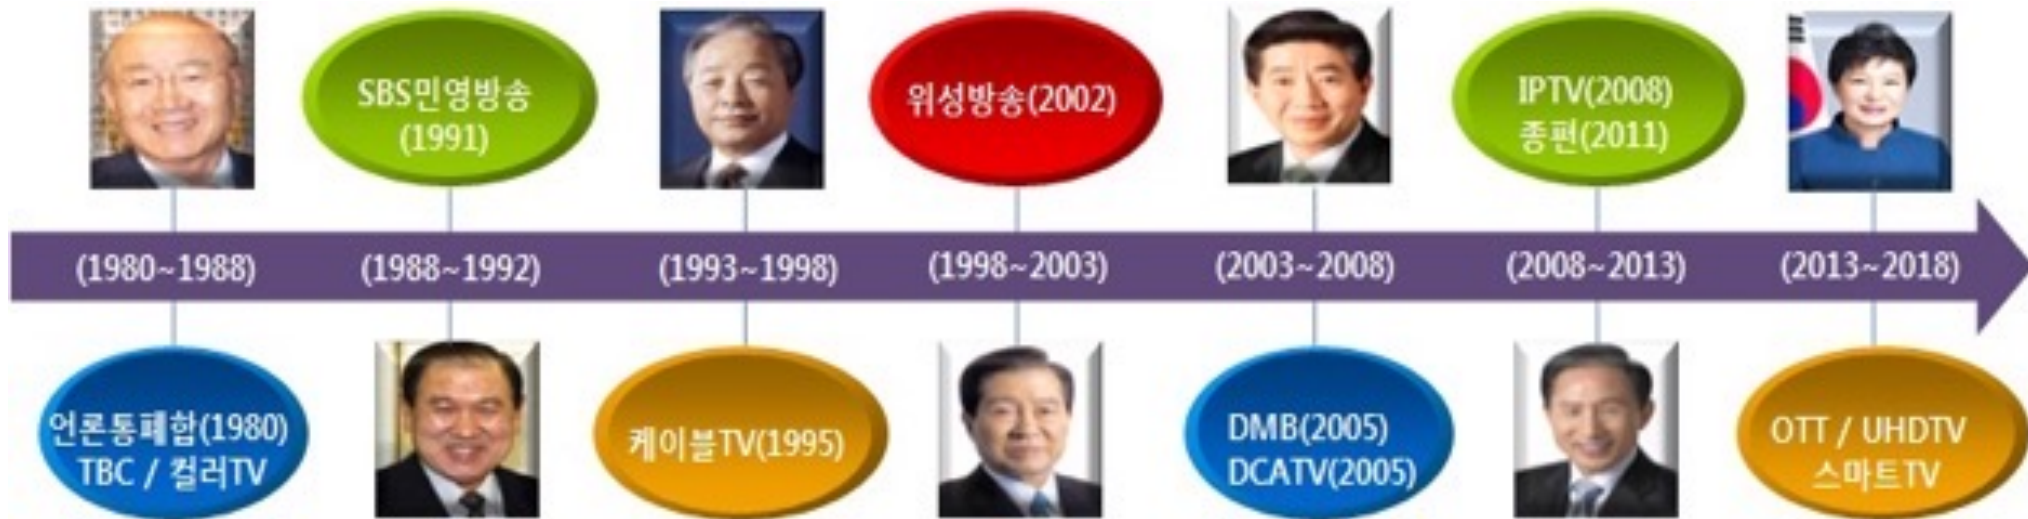 SBS민영방송
(1991)
위성방송(2002)
IPTV(2008)
종편(2011)
(1980~1988)
(1988~1992)
(1993~1998)
(1998~2003)
(2003~2008)
(2008~2013)
(2013~2018)
언론통폐합(1980)
TBC / 컬러TV
케이블TV(1995)
DMB(2005)
DCATV(2005)
OTT / UHDTV
스마트TV